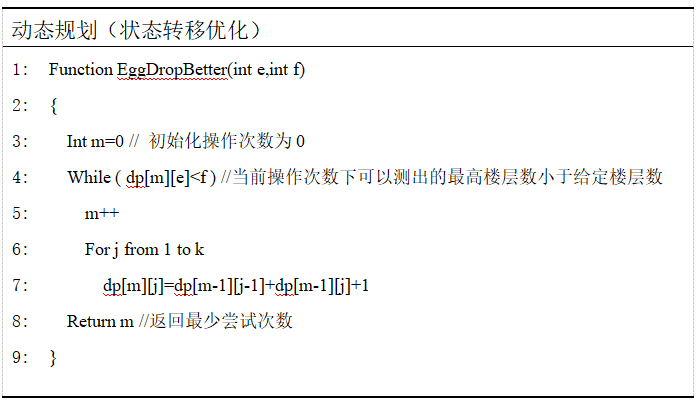 动态规划（状态转移优化）
1: Function EggDropBetter(int e,int f)
2: {
3: Int m=0 // 初始化操作次数为 0
4: While ( dp[m][e]<f ) //当前操作次数下可以测出的最高楼层数小于给定楼层数
5: m++
6: For j from 1 to k
7: dp[m][j]=dp[m-1][j-1]+dp[m-1][j]+1
8: Return m //返回最少尝试次数
9: }